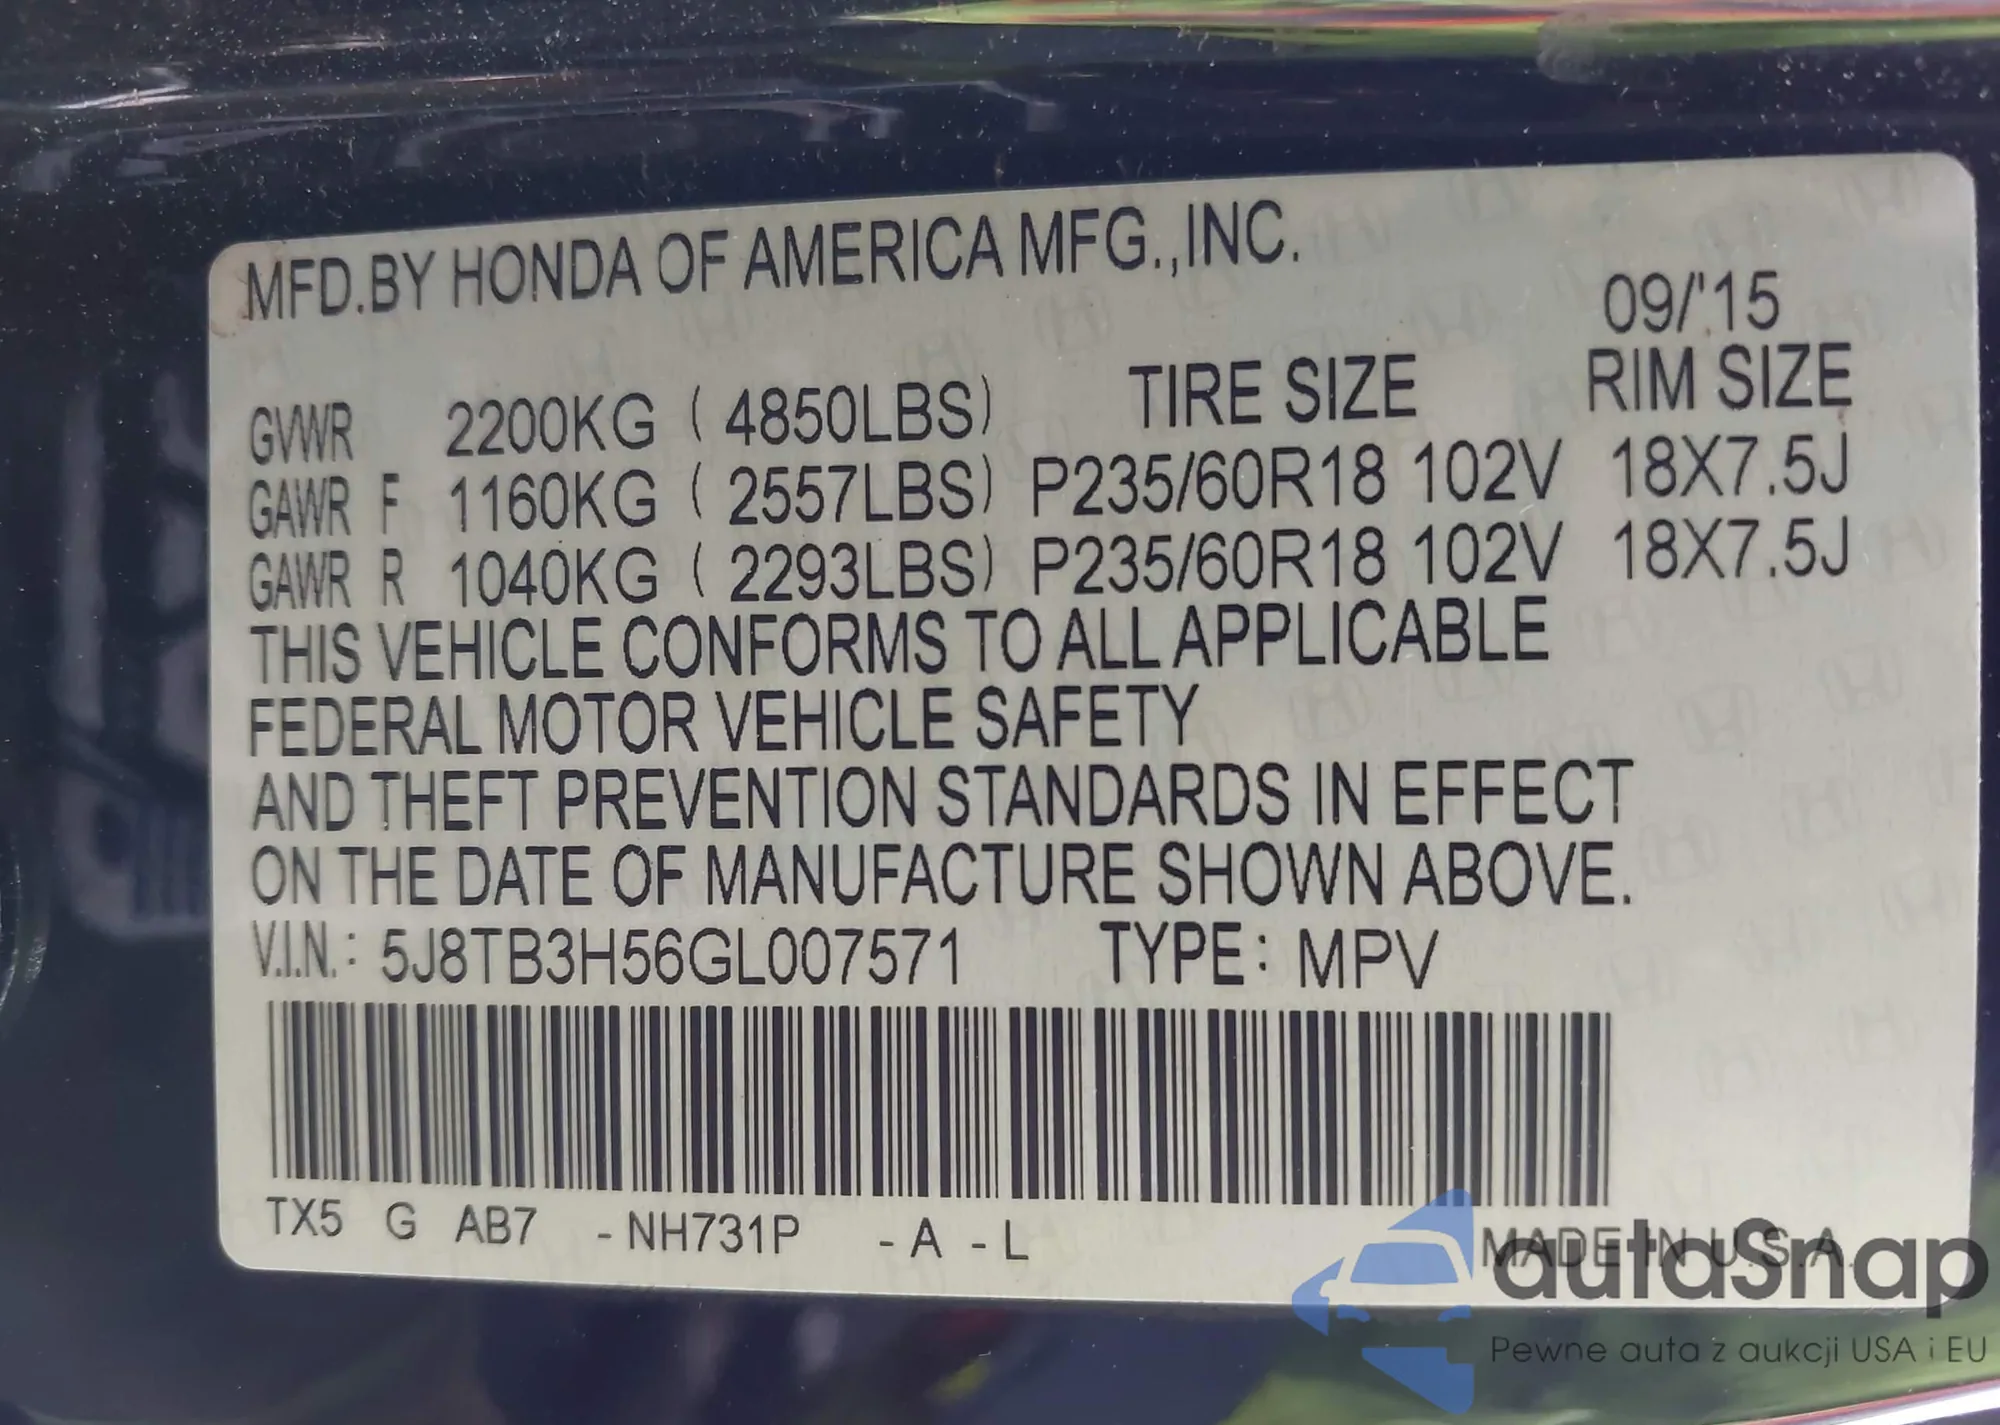 MFD.BY HONDA OF AMERICA MFG.,INC.
09/'15
GVWR 2200KG ( 4850LBS) TIRE SIZE RIM SIZE
GAWR F 1160KG ( 2557LBS) P235/60R18 102V 18X7.5J
GAWR R 1040KG ( 2293LBS) P235/60R18 102V 18X7.5J
THIS VEHICLE CONFORMS TO ALL APPLICABLE
FEDERAL MOTOR VEHICLE SAFETY
AND THEFT PREVENTION STANDARDS IN EFFECT
ON THE DATE OF MANUFACTURE SHOWN ABOVE.
V.I.N.: 5J8TB3H56GL007571 TYPE: MPV
TX5 G AB7 -NH731P -A -L
MADE IN U.S.A.
autaSnap
Pewne auta z aukcji USA i EU